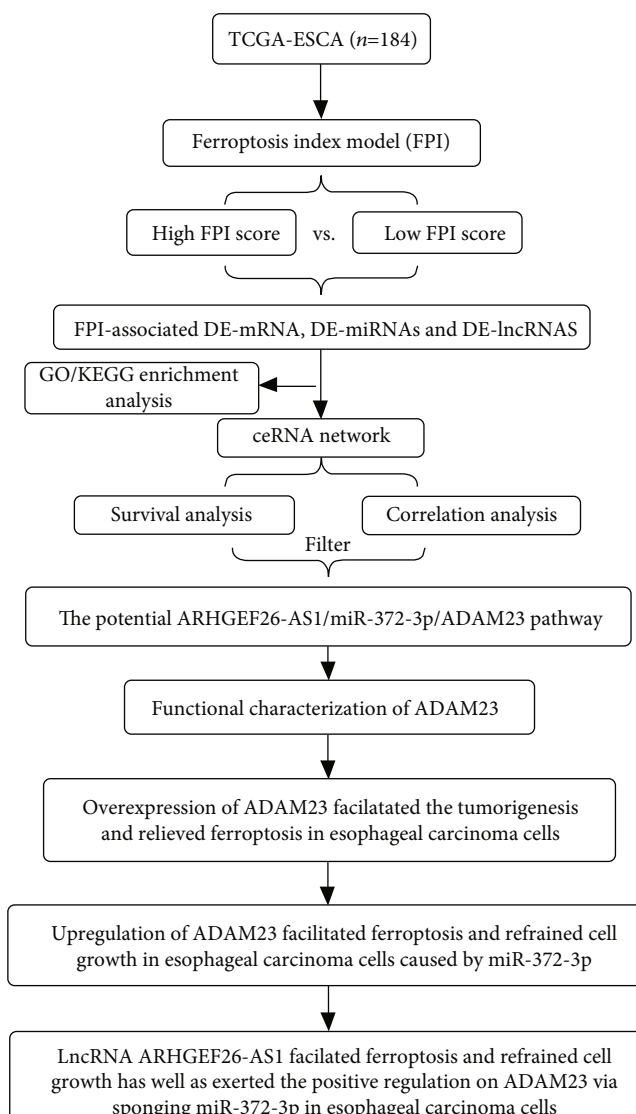 TCGA-ESCA (n=184)
Ferroptosis index model (FPI)
High FPI score
vs.
Low FPI score
FPI-associated DE-mRNA, DE-miRNAs and DE-lncRNAS
GO/KEGG enrichment
analysis
ceRNA network
Survival analysis
Correlation analysis
Filter
The potential ARHGEF26-AS1/miR-372-3p/ADAM23 pathway
Functional characterization of ADAM23
Overexpression of ADAM23 facilatated the tumorigenesis
and relieved ferroptosis in esophageal carcinoma cells
Upregulation of ADAM23 facilitated ferroptosis and refrained cell
growth in esophageal carcinoma cells caused by miR-372-3p
LncRNA ARHGEF26-AS1 facilated ferroptosis and refrained cell
growth has well as exerted the positive regulation on ADAM23 via
sponging miR-372-3p in esophageal carcinoma cells